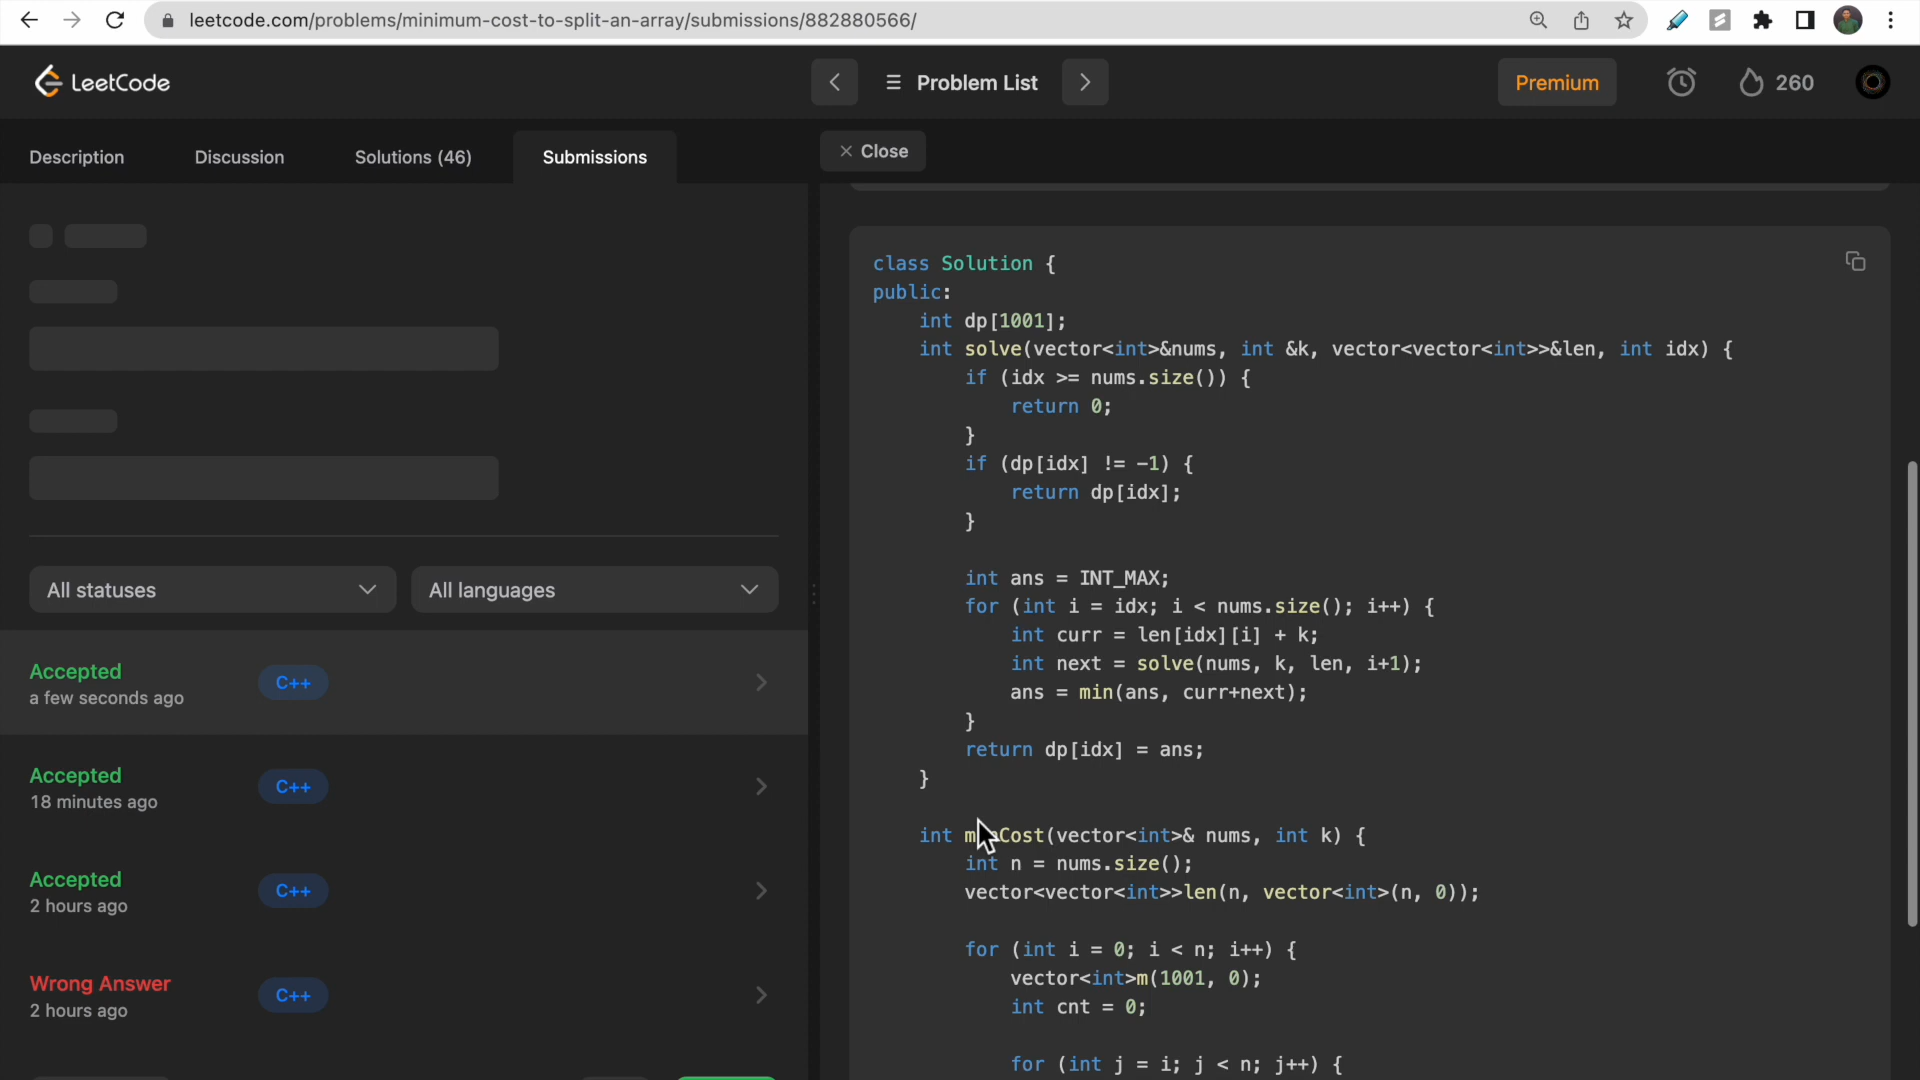 leetcode.com/problems/minimum-cost-to-split-an-array/submissions/882880566/
LeetCode
Problem List
Premium
260
Description
Discussion
Solutions (46)
Submissions
Close
All statuses
All languages
Accepted
a few seconds ago
C++
Accepted
18 minutes ago
C++
Accepted
2 hours ago
C++
Wrong Answer
2 hours ago
C++
class Solution {
public:
    int dp[1001];
    int solve(vector<int>&nums, int &k, vector<vector<int>>&len, int idx) {
        if (idx >= nums.size()) {
            return 0;
        }
        if (dp[idx] != -1) {
            return dp[idx];
        }
        int ans = INT_MAX;
        for (int i = idx; i < nums.size(); i++) {
            int curr = len[idx][i] + k;
            int next = solve(nums, k, len, i+1);
            ans = min(ans, curr+next);
        }
        return dp[idx] = ans;
    }
    int minCost(vector<int>& nums, int k) {
        int n = nums.size();
        vector<vector<int>>len(n, vector<int>(n, 0));
        for (int i = 0; i < n; i++) {
            vector<int>m(1001, 0);
            int cnt = 0;
            for (int j = i; j < n; j++) {